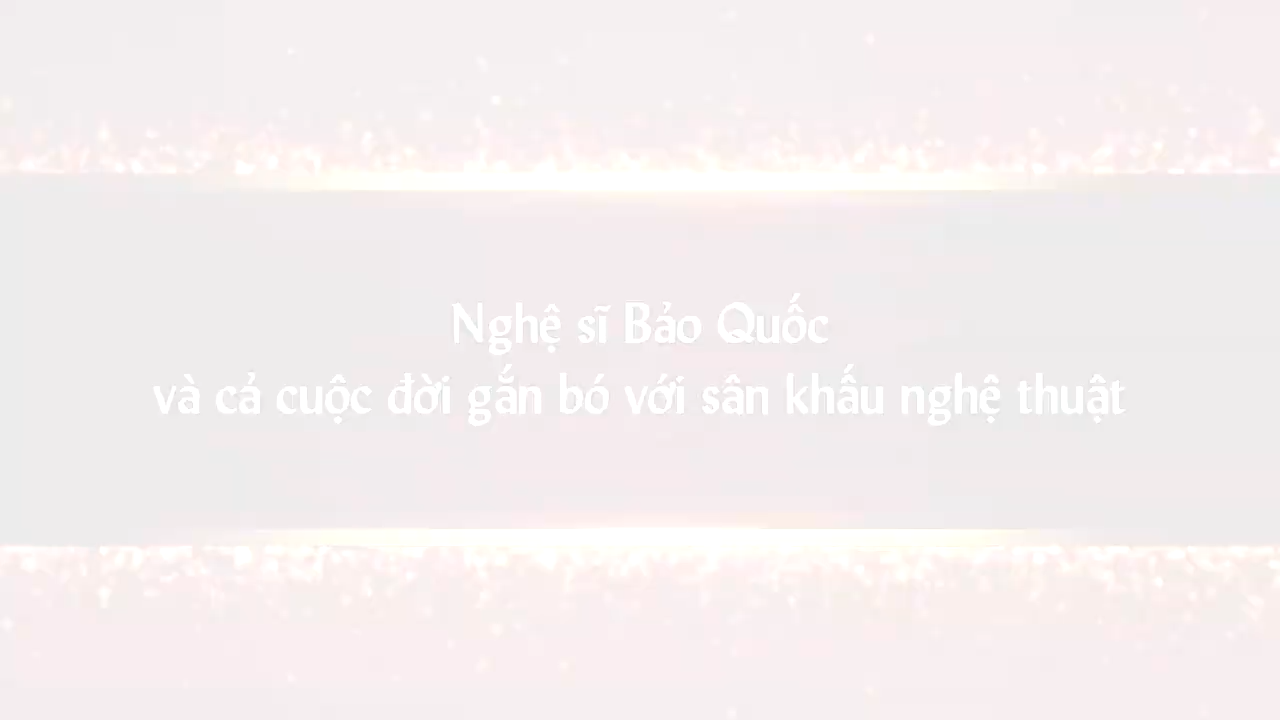 Nghệ sĩ Bảo Quốc
và cả cuộc đời gắn bó với sân khấu nghệ thuật